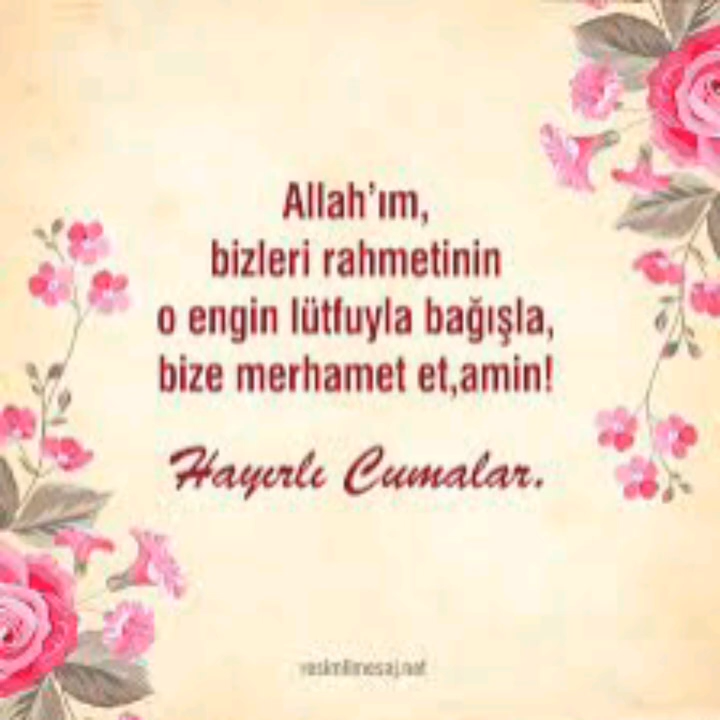 Allah'ım,
bizleri rahmetinin
o engin lütfuyla bağışla,
bize merhamet et,amin!
Hayırlı Cumalar.
resimlimesaj.net